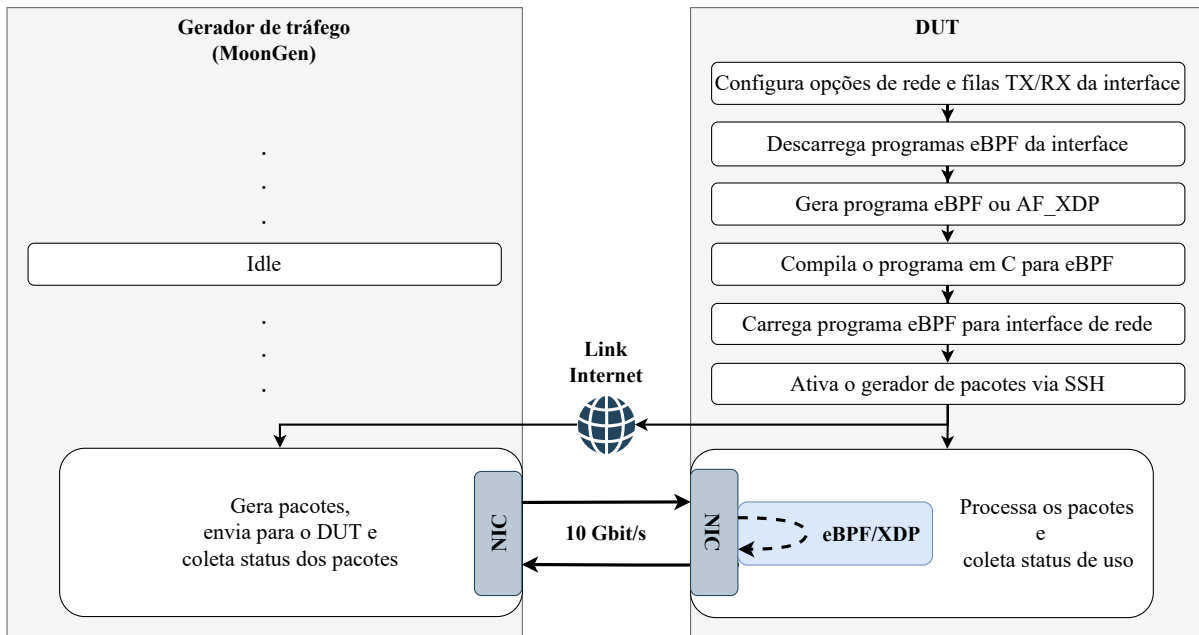 Gerador de tráfego
(MoonGen)
.
.
.
Idle
.
.
.
Gera pacotes,
envia para o DUT e
coleta status dos pacotes
NIC
Link
Internet
10 Gbit/s
DUT
Configura opções de rede e filas TX/RX da interface
Descarrega programas eBPF da interface
Gera programa eBPF ou AF_XDP
Compila o programa em C para eBPF
Carrega programa eBPF para interface de rede
Ativa o gerador de pacotes via SSH
NIC
eBPF/XDP
Processa os pacotes
e
coleta status de uso